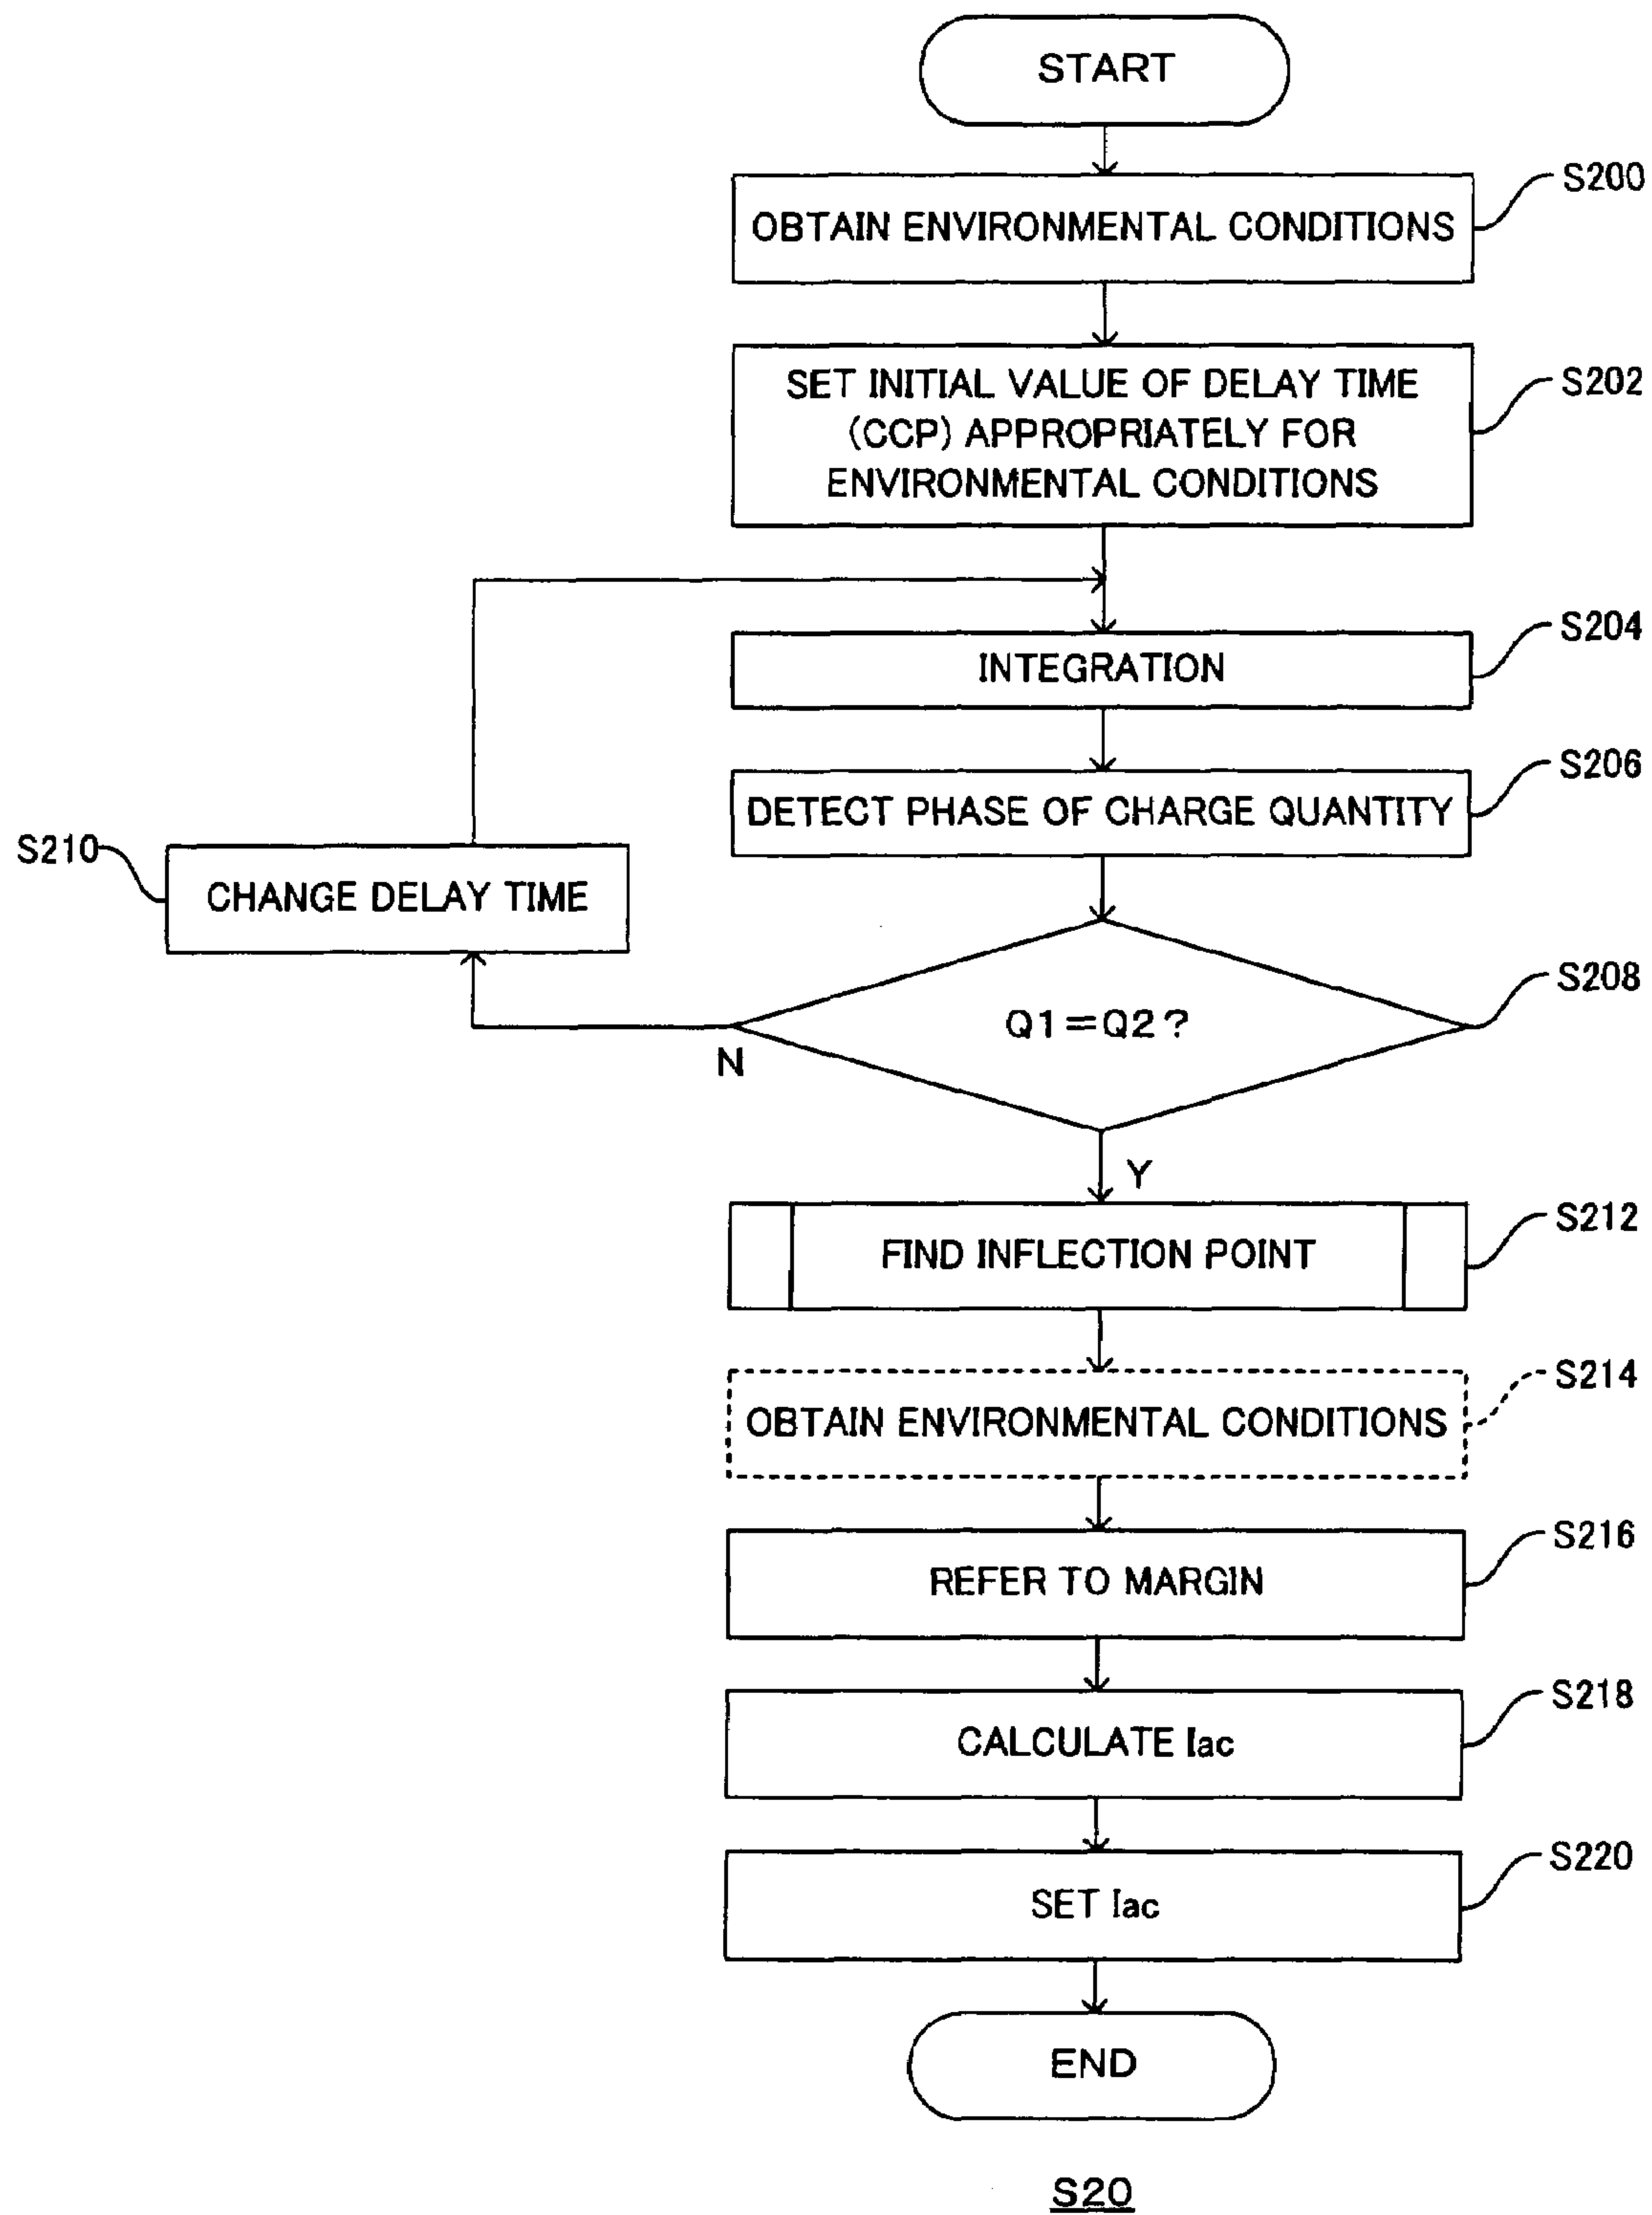 START
S200
OBTAIN ENVIRONMENTAL CONDITIONS
SET INITIAL VALUE OF DELAY TIME
(CCP) APPROPRIATELY FOR
ENVIRONMENTAL CONDITIONS
S202
S204
INTEGRATION
S206
DETECT PHASE OF CHARGE QUANTITY
S210
CHANGE DELAY TIME
S208
Q1=Q2?
N
Y
S212
FIND INFLECTION POINT
S214
OBTAIN ENVIRONMENTAL CONDITIONS
S216
REFER TO MARGIN
S218
CALCULATE Iac
S220
SET Iac
END
S20